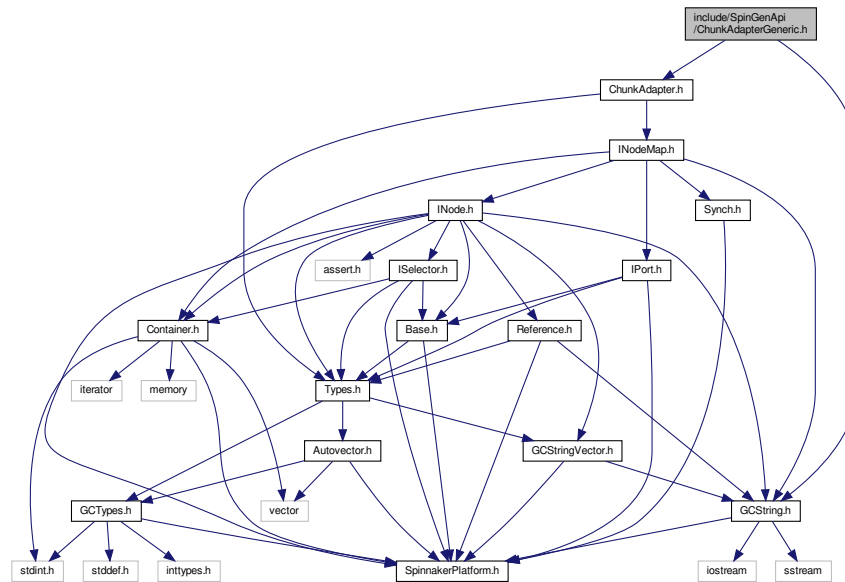 include/SpinGenApi
/ChunkAdapterGeneric.h
ChunkAdapter.h
INodeMap.h
INode.h
Synch.h
assert.h
ISelector.h
IPort.h
Container.h
Base.h
Reference.h
iterator
memory
Types.h
Autovector.h
GCStringVector.h
GCTypes.h
vector
GCString.h
stdint.h
stddef.h
inttypes.h
SpinnakerPlatform.h
iostream
sstream